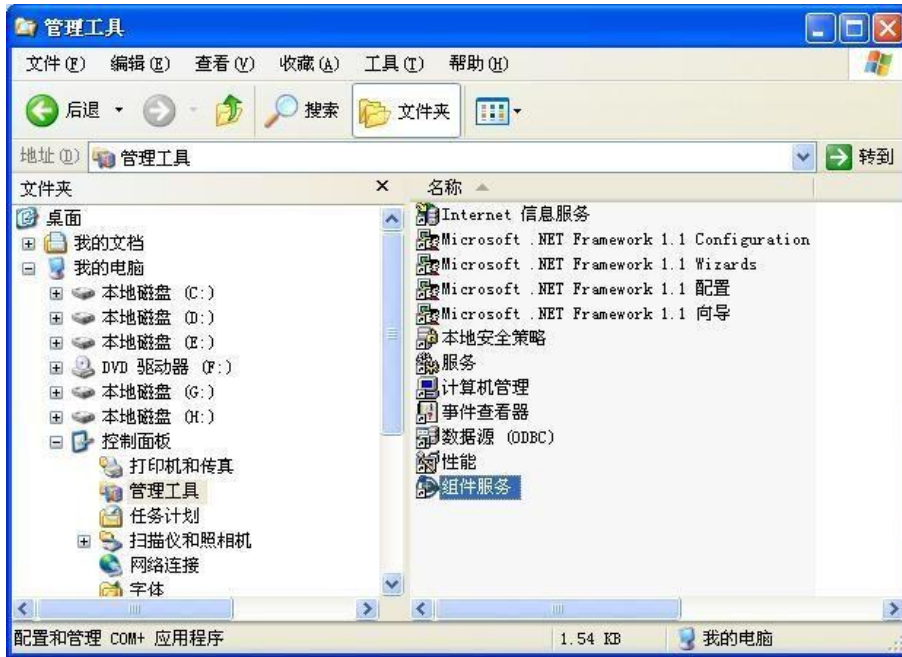 管理工具
文件(F) 编辑(E) 查看(V) 收藏(A) 工具(T) 帮助(H)
后退 搜索 文件夹
地址(D) 管理工具 转到
文件夹 × 名称
桌面
我的文档
我的电脑
本地磁盘 (C:)
本地磁盘 (D:)
本地磁盘 (E:)
DVD 驱动器 (F:)
本地磁盘 (G:)
本地磁盘 (H:)
控制面板
打印机和传真
管理工具
任务计划
扫描仪和照相机
网络连接
字体
Internet 信息服务
Microsoft .NET Framework 1.1 Configuration
Microsoft .NET Framework 1.1 Wizards
Microsoft .NET Framework 1.1 配置
Microsoft .NET Framework 1.1 向导
本地安全策略
服务
计算机管理
事件查看器
数据源 (ODBC)
性能
组件服务
配置和管理 COM+ 应用程序 1.54 KB 我的电脑